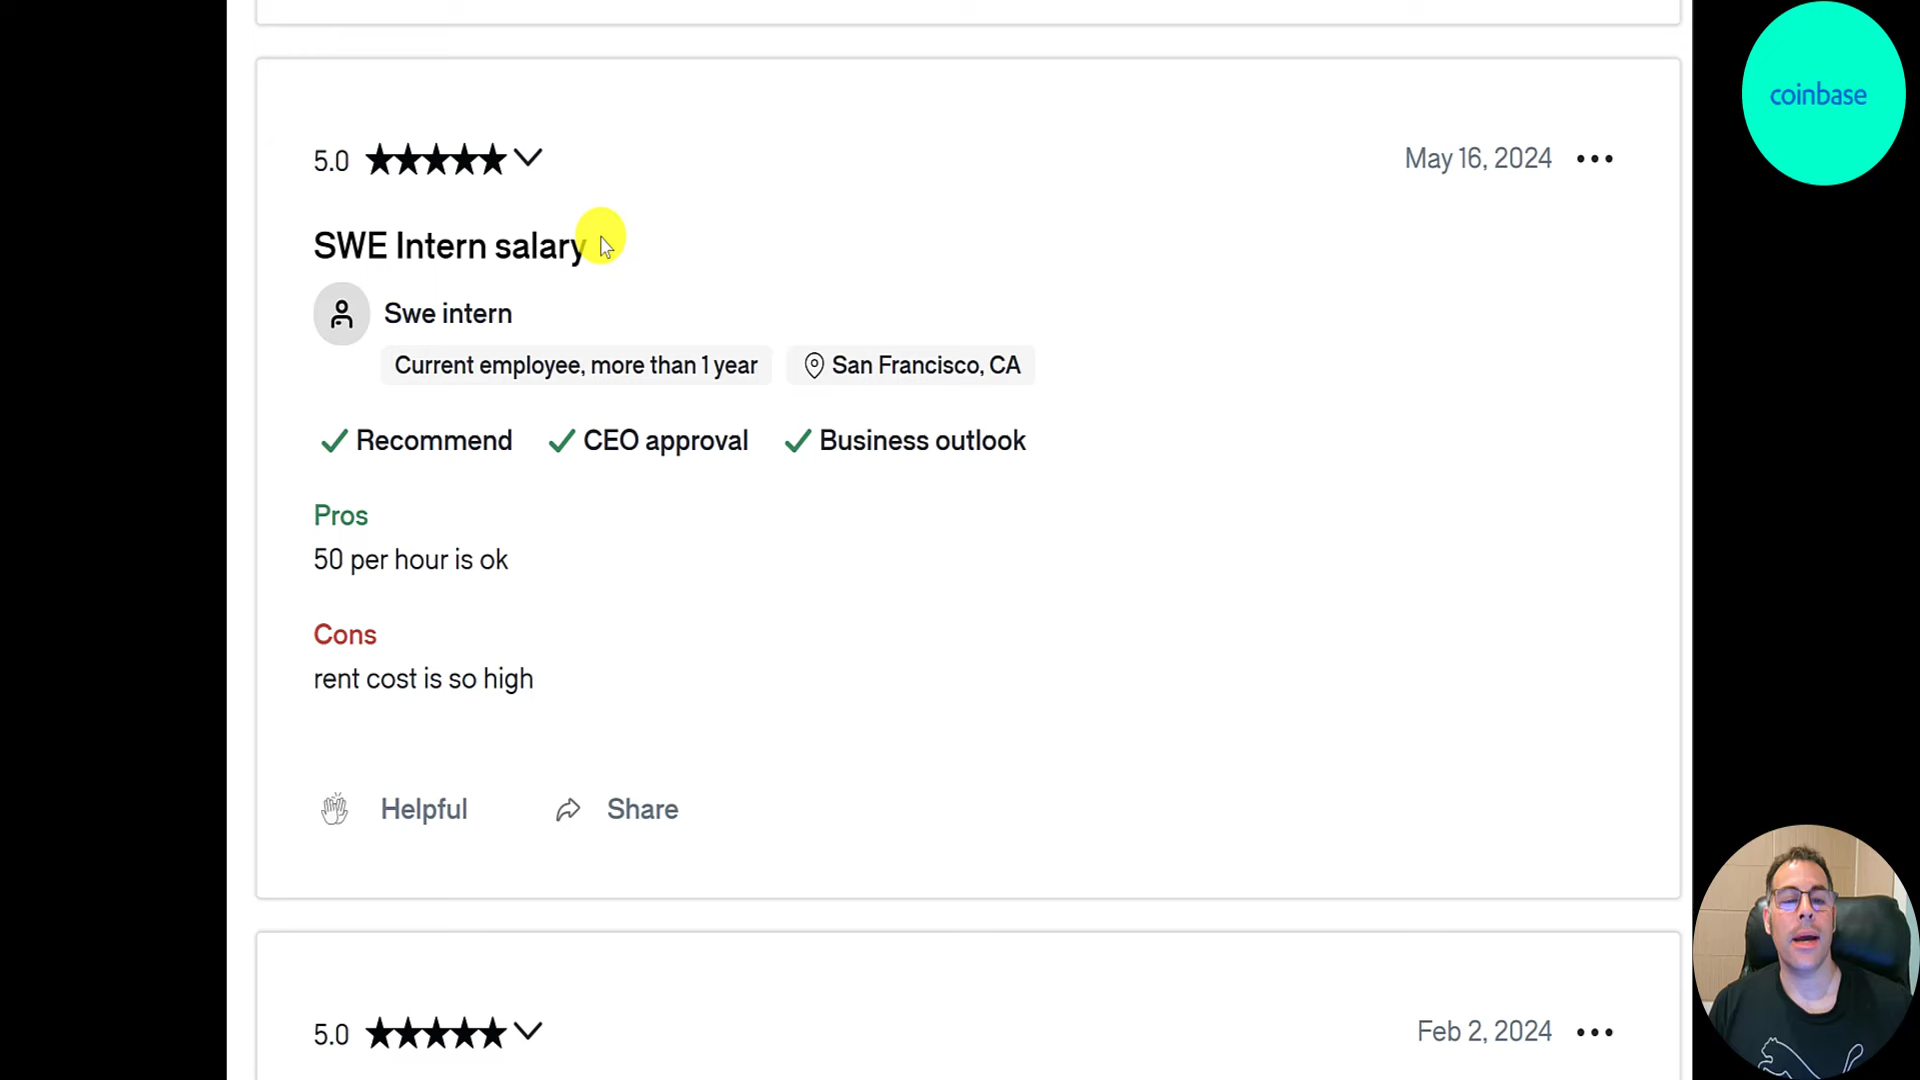 coinbase
5.0 ★★★★★
May 16, 2024 •••
SWE Intern salary
Swe intern
Current employee, more than 1 year
San Francisco, CA
Recommend
CEO approval
Business outlook
Pros
50 per hour is ok
Cons
rent cost is so high
Helpful
Share
5.0 ★★★★★
Feb 2, 2024 •••